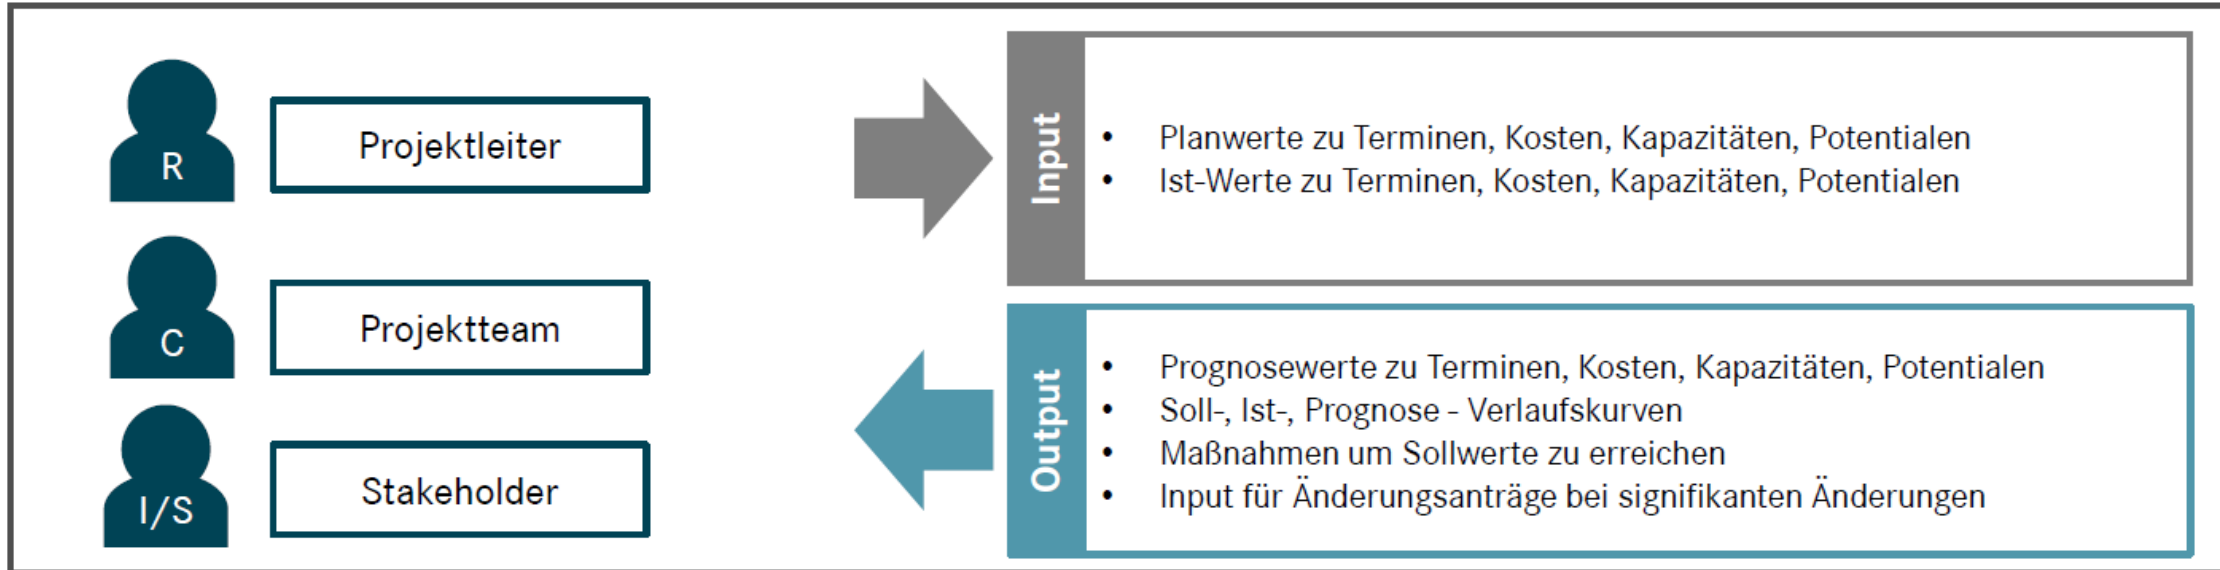 R
Projektleiter
C
Projektteam
I/S
Stakeholder
Input
• Planwerte zu Terminen, Kosten, Kapazitäten, Potentialen
• Ist-Werte zu Terminen, Kosten, Kapazitäten, Potentialen
Output
• Prognosewerte zu Terminen, Kosten, Kapazitäten, Potentialen
• Soll-, Ist-, Prognose - Verlaufskurven
• Maßnahmen um Sollwerte zu erreichen
• Input für Änderungsanträge bei signifikanten Änderungen